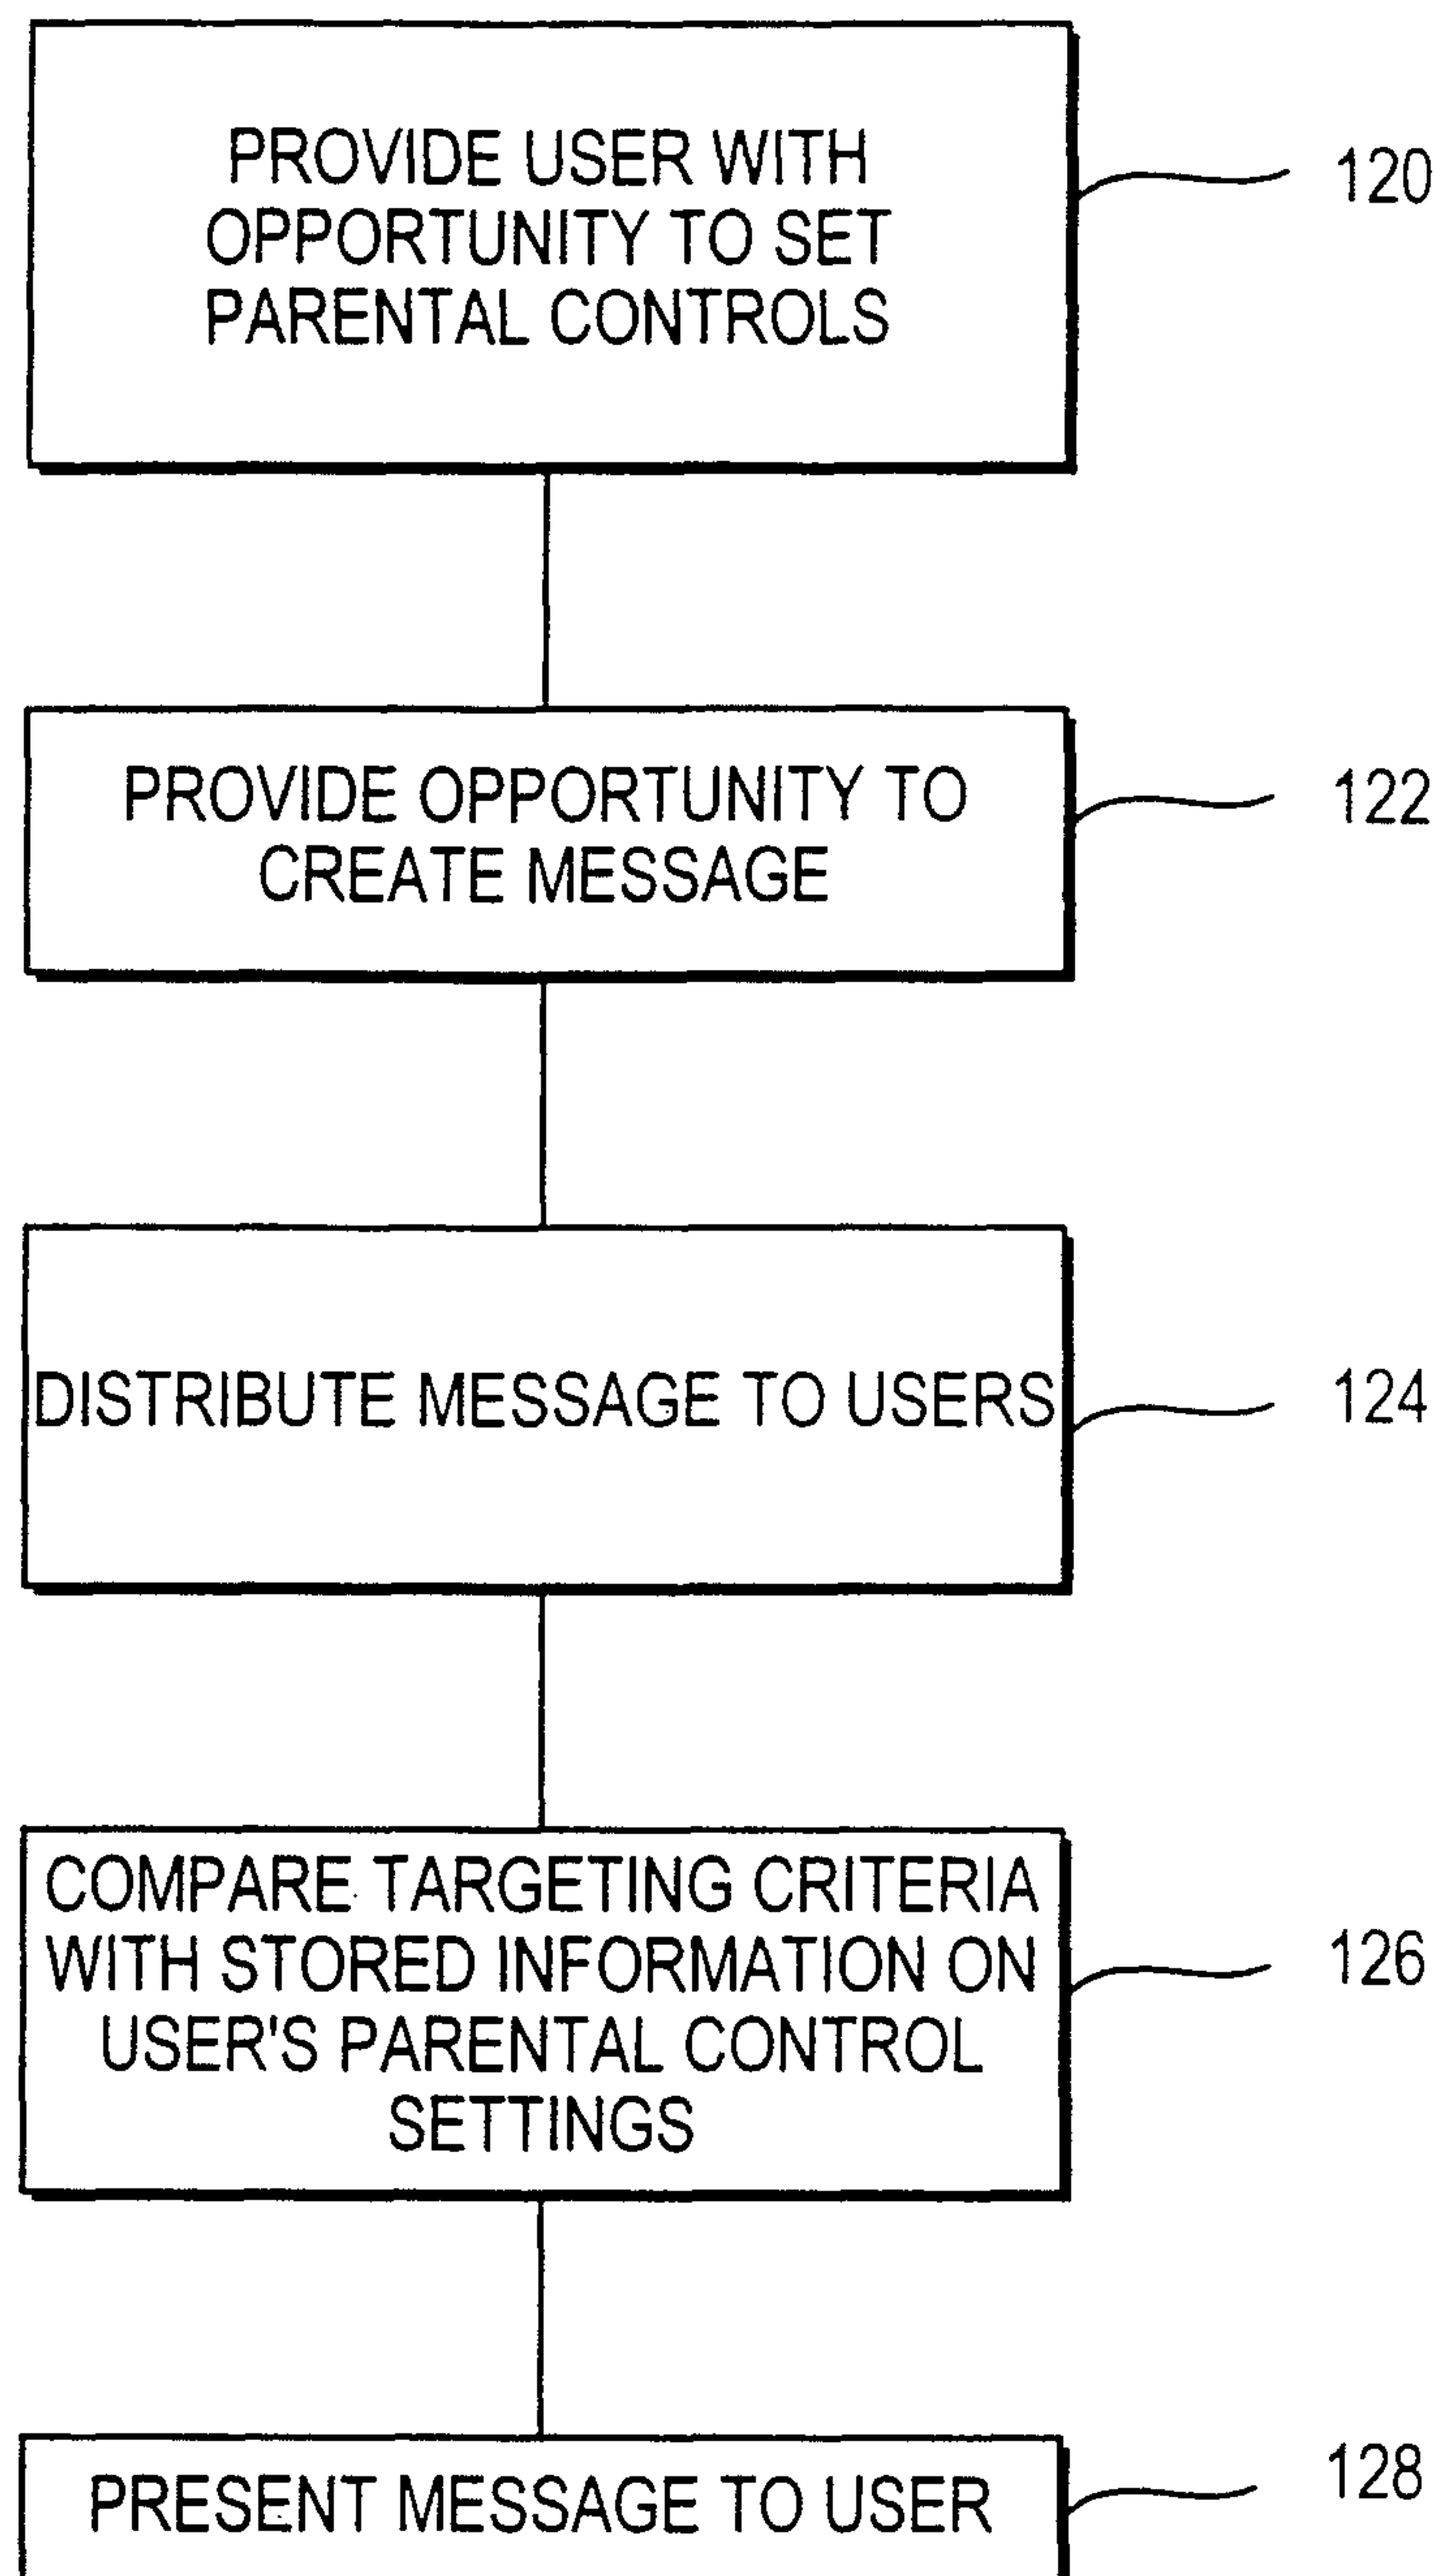 PROVIDE USER WITH
OPPORTUNITY TO SET
PARENTAL CONTROLS
120
PROVIDE OPPORTUNITY TO
CREATE MESSAGE
122
DISTRIBUTE MESSAGE TO USERS
124
COMPARE TARGETING CRITERIA
WITH STORED INFORMATION ON
USER'S PARENTAL CONTROL
SETTINGS
126
PRESENT MESSAGE TO USER
128